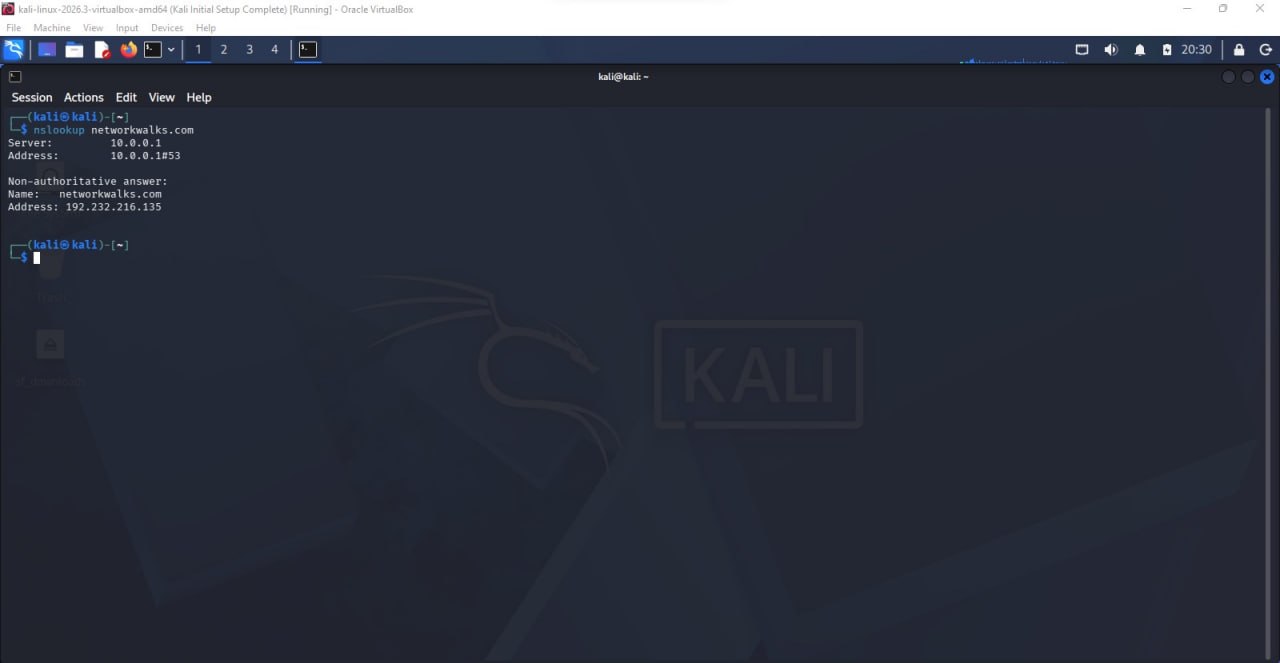 kali-linux-2026.3-virtualbox-amd64 (Kali Initial Setup Complete) [Running] - Oracle VirtualBox
File Machine View Input Devices Help
1 2 3 4 20:30
kali@kali: ~
Session Actions Edit View Help
┌──(kali㉿kali)-[~]
└─$ nslookup networkwalks.com
Server: 10.0.0.1
Address: 10.0.0.1#53
Non-authoritative answer:
Name: networkwalks.com
Address: 192.232.216.135
┌──(kali㉿kali)-[~]
└─$
Trash
KALI